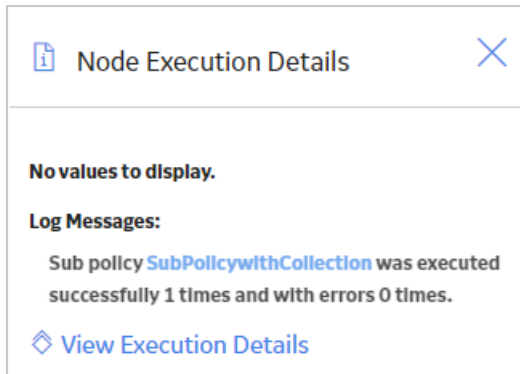 Node Execution Details
No values to display.
Log Messages:
Sub policy SubPolicywithCollection was executed
successfully 1 times and with errors 0 times.
View Execution Details